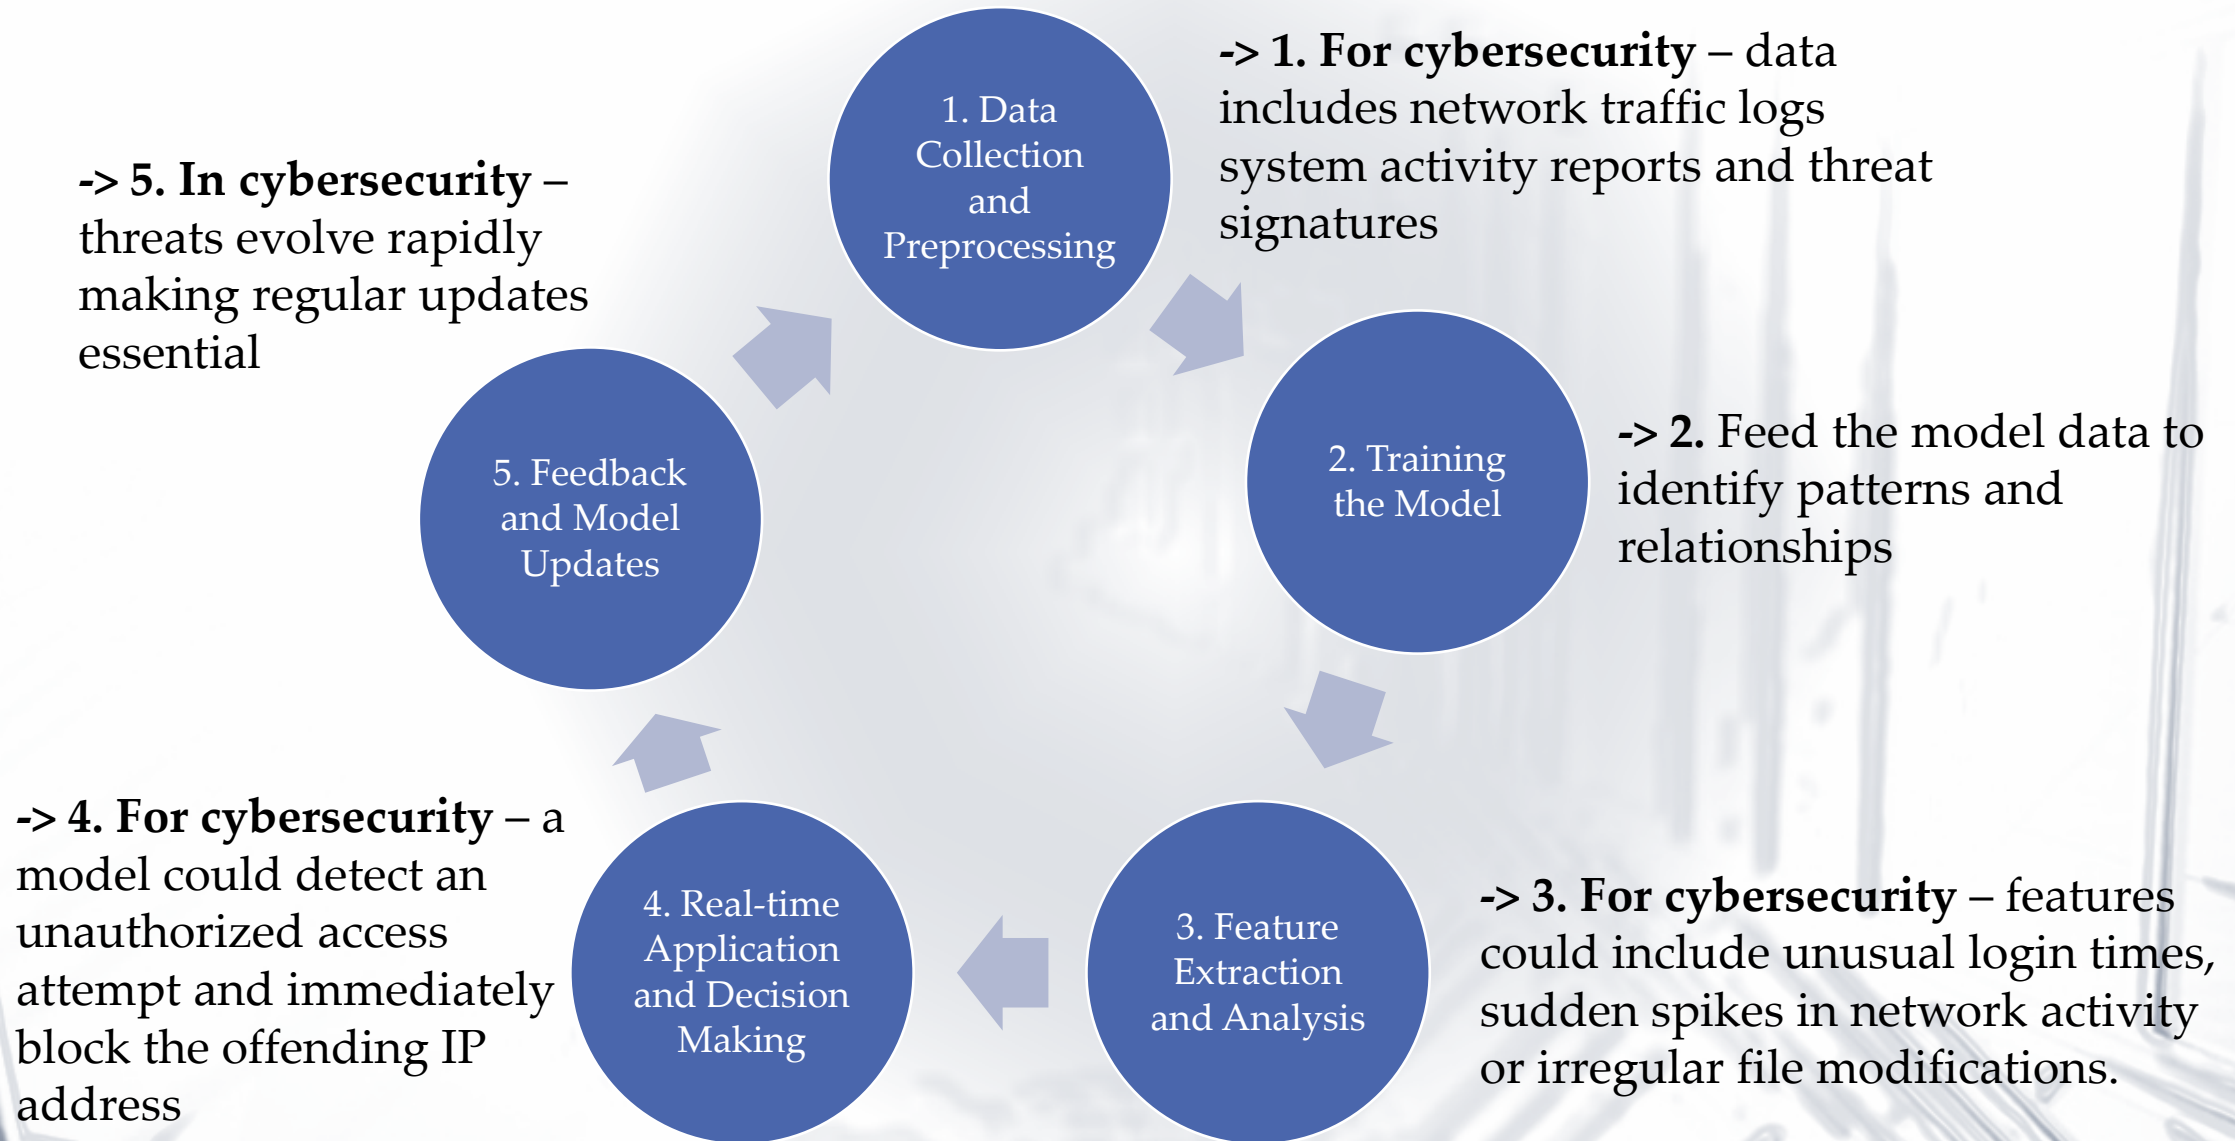 1. Data
Collection
and
Preprocessing
-> 1. For cybersecurity – data
includes network traffic logs
system activity reports and threat
signatures
2. Training
the Model
-> 2. Feed the model data to
identify patterns and
relationships
3. Feature
Extraction
and Analysis
-> 3. For cybersecurity – features
could include unusual login times,
sudden spikes in network activity
or irregular file modifications.
4. Real-time
Application
and Decision
Making
-> 4. For cybersecurity – a
model could detect an
unauthorized access
attempt and immediately
block the offending IP
address
5. Feedback
and Model
Updates
-> 5. In cybersecurity –
threats evolve rapidly
making regular updates
essential